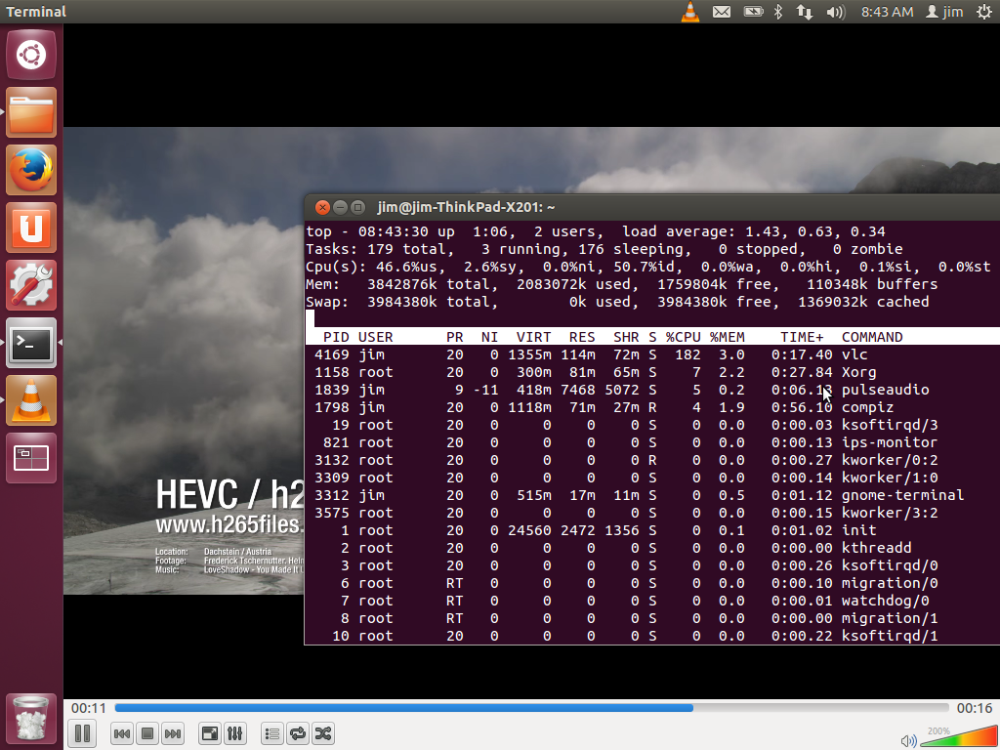 Terminal
8:43 AM jim
jim@jim-ThinkPad-X201: ~
top - 08:43:30 up  1:06,  2 users,  load average: 1.43, 0.63, 0.34
Tasks: 179 total,   3 running, 176 sleeping,   0 stopped,   0 zombie
Cpu(s): 46.6%us,  2.6%sy,  0.0%ni, 50.7%id,  0.0%wa,  0.0%hi,  0.1%si,  0.0%st
Mem:   3842876k total,  2083072k used,  1759804k free,   110348k buffers
Swap:  3984380k total,        0k used,  3984380k free,  1369032k cached
PID USER      PR  NI  VIRT  RES  SHR S %CPU %MEM    TIME+  COMMAND
4169 jim       20   0 1355m 114m  72m S  182  3.0   0:17.40 vlc
1158 root      20   0  300m  81m  65m S    7  2.2   0:27.84 Xorg
1839 jim        9 -11  418m 7468 5072 S    5  0.2   0:06.13 pulseaudio
1798 jim       20   0 1118m  71m  27m R    4  1.9   0:56.10 compiz
19 root      20   0     0    0    0 S    0  0.0   0:00.03 ksoftirqd/3
821 root      20   0     0    0    0 S    0  0.0   0:00.13 ips-monitor
3132 root      20   0     0    0    0 R    0  0.0   0:00.27 kworker/0:2
3309 root      20   0     0    0    0 S    0  0.0   0:00.14 kworker/1:0
3312 jim       20   0  515m  17m  11m S    0  0.5   0:01.12 gnome-terminal
3575 root      20   0     0    0    0 S    0  0.0   0:00.15 kworker/3:2
1 root      20   0 24560 2472 1356 S    0  0.1   0:01.02 init
2 root      20   0     0    0    0 S    0  0.0   0:00.00 kthreadd
3 root      20   0     0    0    0 S    0  0.0   0:00.26 ksoftirqd/0
6 root      RT   0     0    0    0 S    0  0.0   0:00.10 migration/0
7 root      RT   0     0    0    0 S    0  0.0   0:00.01 watchdog/0
8 root      RT   0     0    0    0 S    0  0.0   0:00.00 migration/1
10 root      20   0     0    0    0 S    0  0.0   0:00.22 ksoftirqd/1
HEVC / h2
www.h265files.
Location: Dachstein / Austria
Footage: Frederick Tschermutter. Hel
Music: LoveShadow - You Made It
00:11 00:16
200%